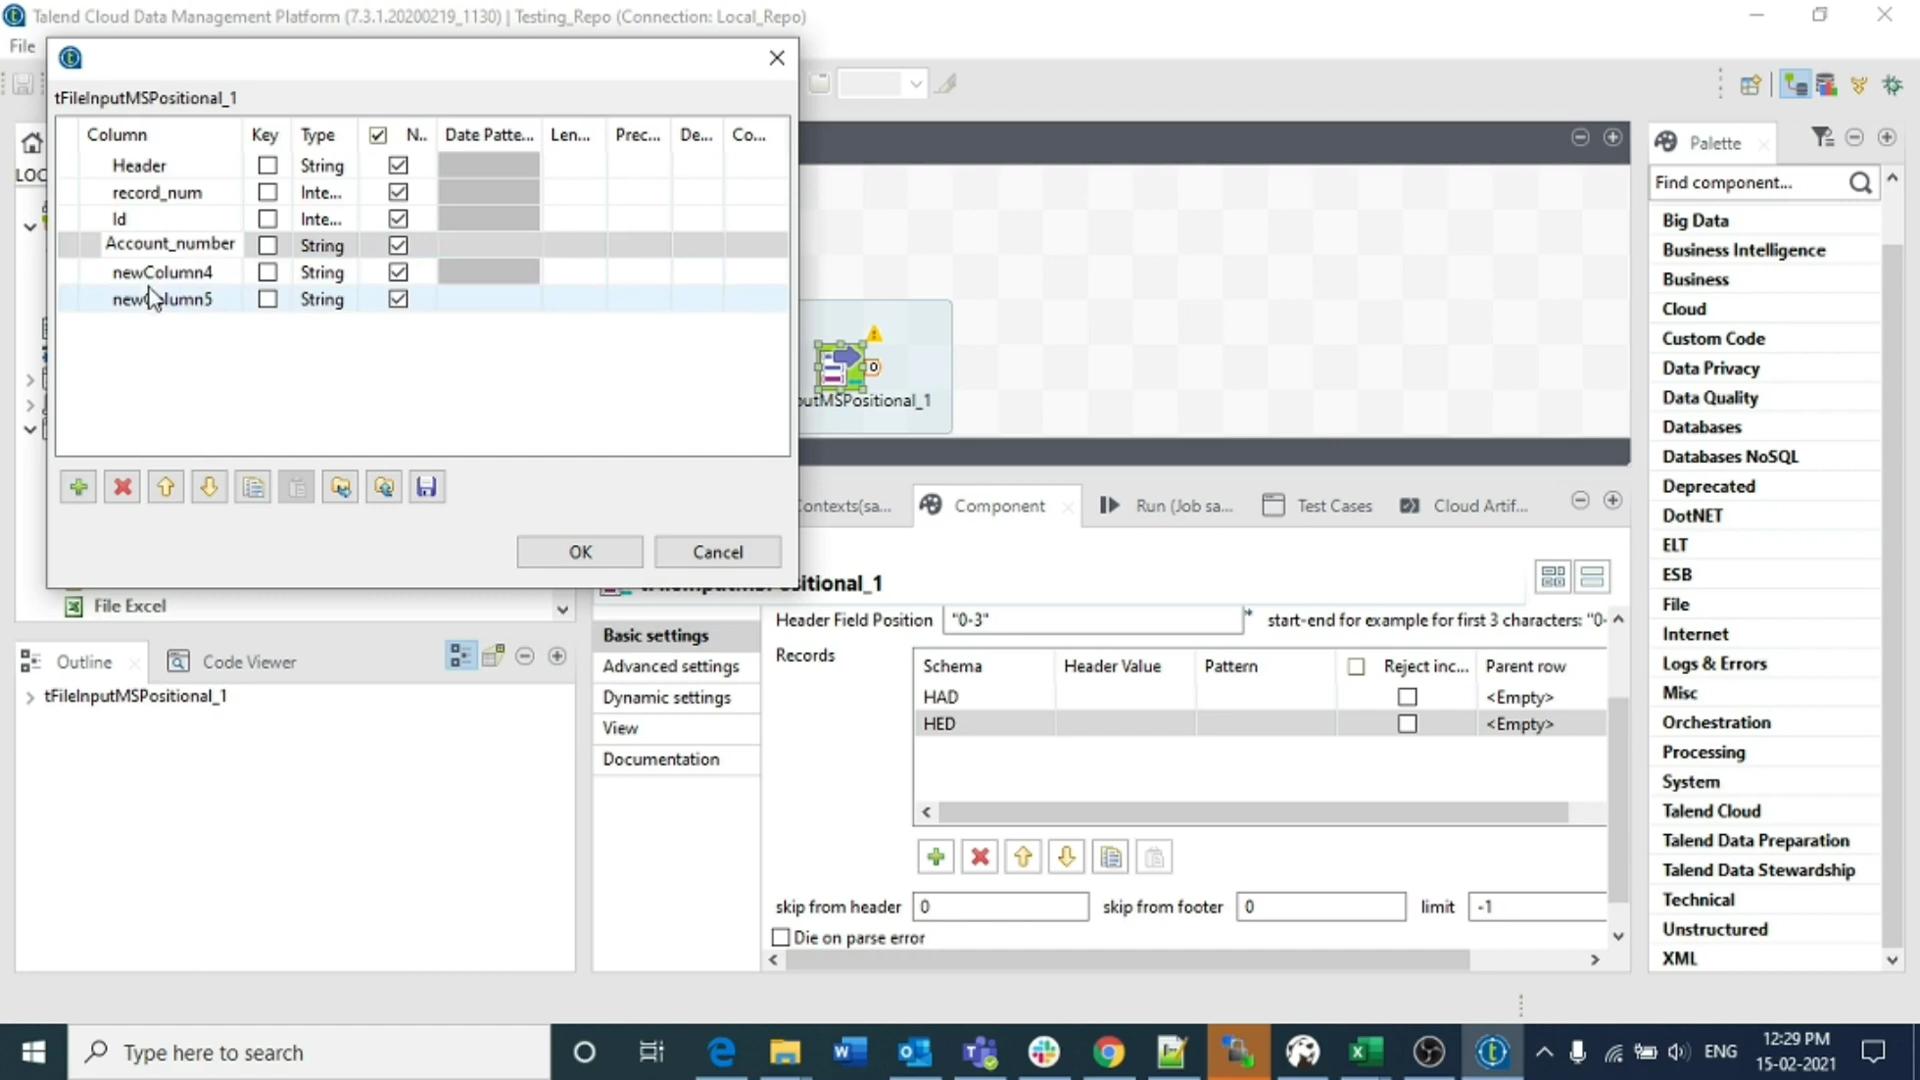 Talend Cloud Data Management Platform (7.3.1.20200219_1130) | Testing_Repo (Connection: Local_Repo)
File
tFileInputMSPositional_1
Column Key Type N.. Date Patte... Len... Prec... De... Co...
Header String
record_num Inte...
Id Inte...
Account_number String
newColumn4 String
newColumn5 String
OK Cancel
LOC
File Excel
Outline Code Viewer
tFileInputMSPositional_1
putMSPositional_1
Contexts(sa... Component Run (Job sa... Test Cases Cloud Artif...
Basic settings
Advanced settings
Dynamic settings
View
Documentation
Header Field Position "0-3" * start-end for example for first 3 characters: "0-
Records
Schema Header Value Pattern Reject inc... Parent row
HAD <Empty>
HED <Empty>
skip from header 0 skip from footer 0 limit -1
Die on parse error
Palette
Find component...
Big Data
Business Intelligence
Business
Cloud
Custom Code
Data Privacy
Data Quality
Databases
Databases NoSQL
Deprecated
DotNET
ELT
ESB
File
Internet
Logs & Errors
Misc
Orchestration
Processing
System
Talend Cloud
Talend Data Preparation
Talend Data Stewardship
Technical
Unstructured
XML
Type here to search
ENG
12:29 PM
15-02-2021